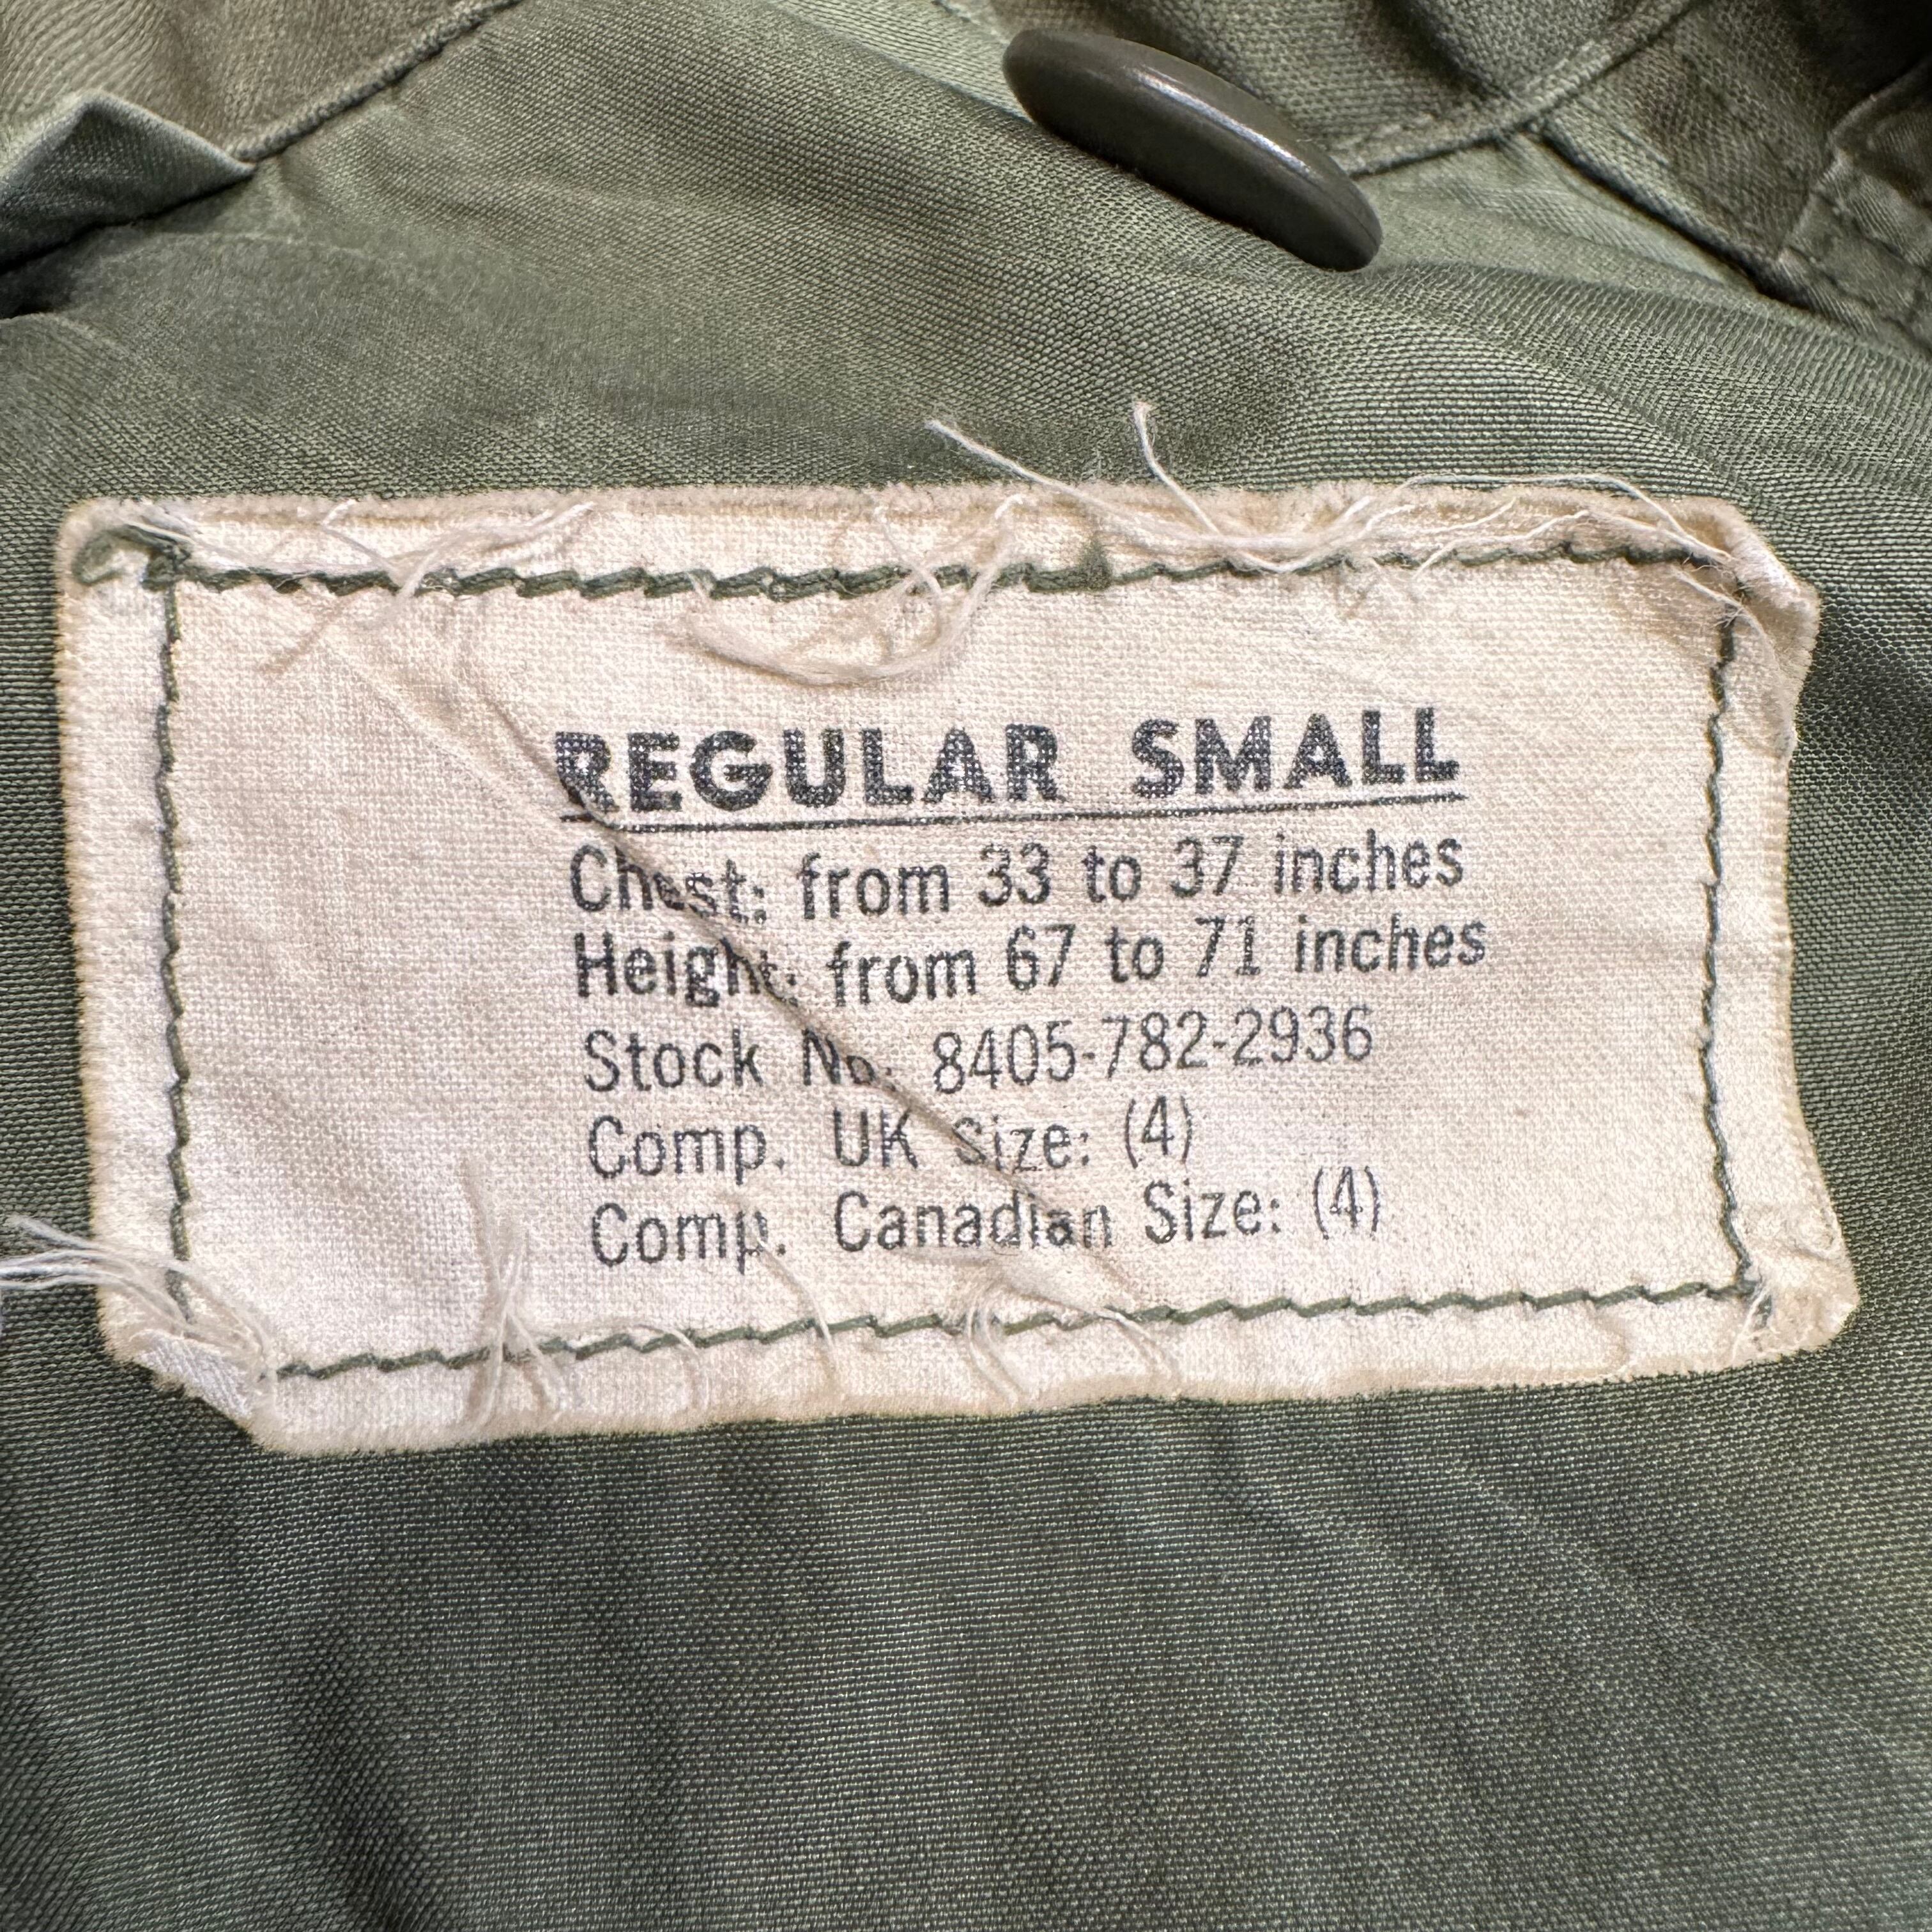 REGULAR SMALL
Chest: from 33 to 37 inches
Height: from 67 to 71 inches
Stock No. 8405-782-2936
Comp. UK Size: (4)
Comp. Canadian Size: (4)